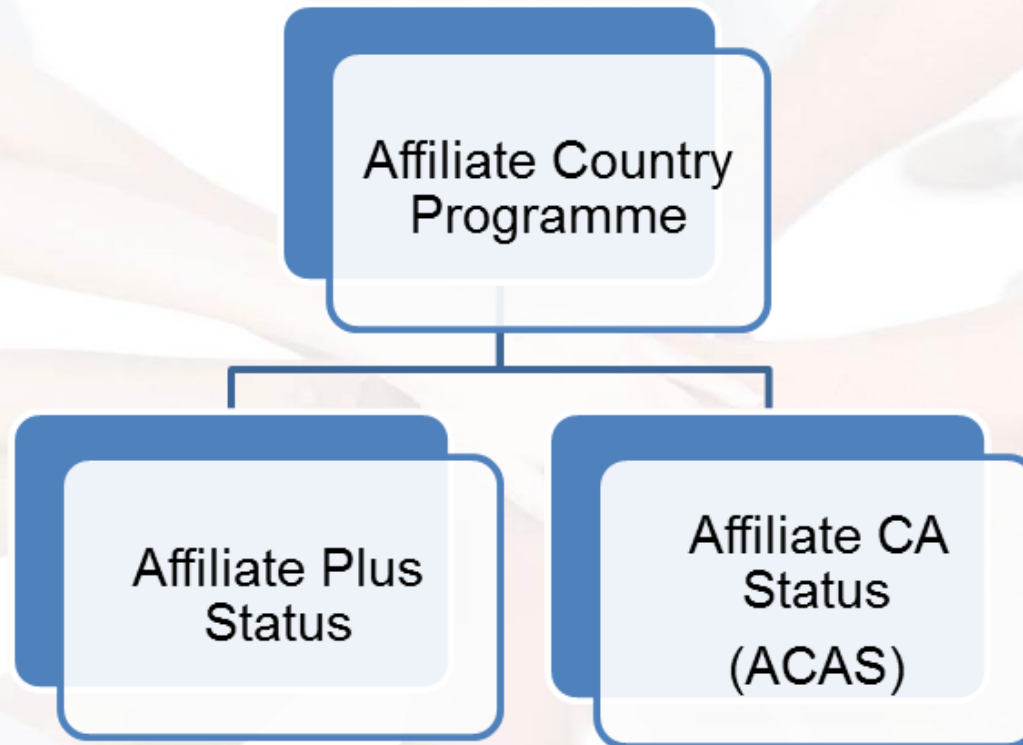 Affiliate Country
Programme
Affiliate Plus
Status
Affiliate CA
Status
(ACAS)